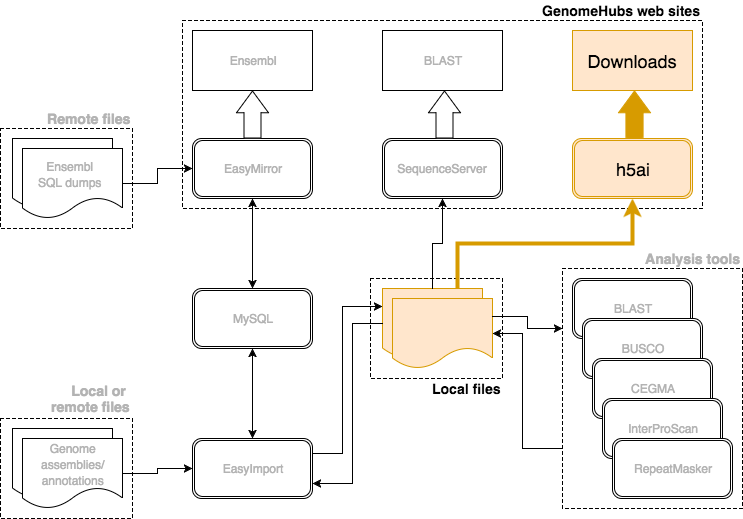 GenomeHubs web sites
Ensembl
BLAST
Downloads
Remote files
Ensembl
SQL dumps
EasyMirror
SequenceServer
h5ai
Analysis tools
MySQL
BLAST
BUSCO
CEGMA
InterProScan
RepeatMasker
Local files
Local or
remote files
Genome
assemblies/
annotations
EasyImport